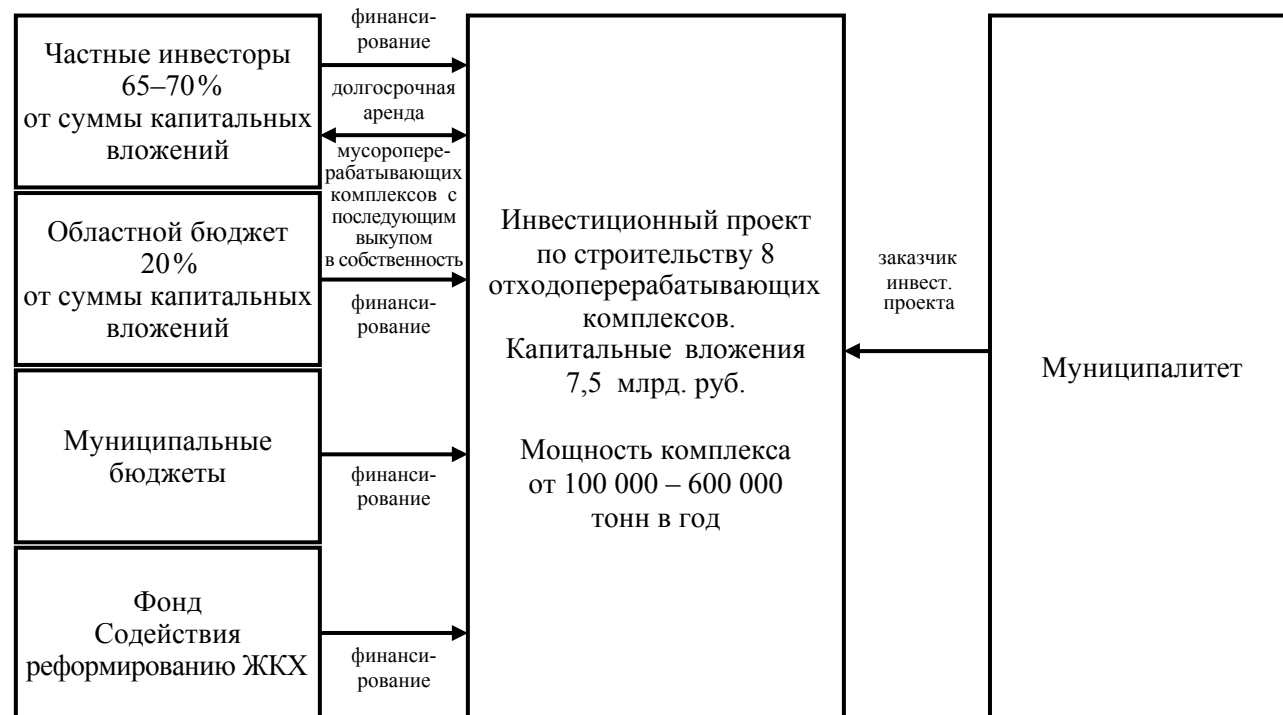 Частные инвесторы
65–70%
от суммы капитальных
вложений
Областной бюджет
20%
от суммы капитальных
вложений
Муниципальные
бюджеты
Фонд
Содействия
реформированию ЖКХ
финанси-
рование
долгосрочная
аренда
мусоропере-
рабатывающих
комплексов с
последующим
выкупом
в собственность
финанси-
рование
финанси-
рование
финанси-
рование
Инвестиционный проект
по строительству 8
отходоперерабатывающих
комплексов.
Капитальные вложения
7,5 млрд. руб.
Мощность комплекса
от 100 000 – 600 000
тонн в год
заказчик
инвест.
проекта
Муниципалитет